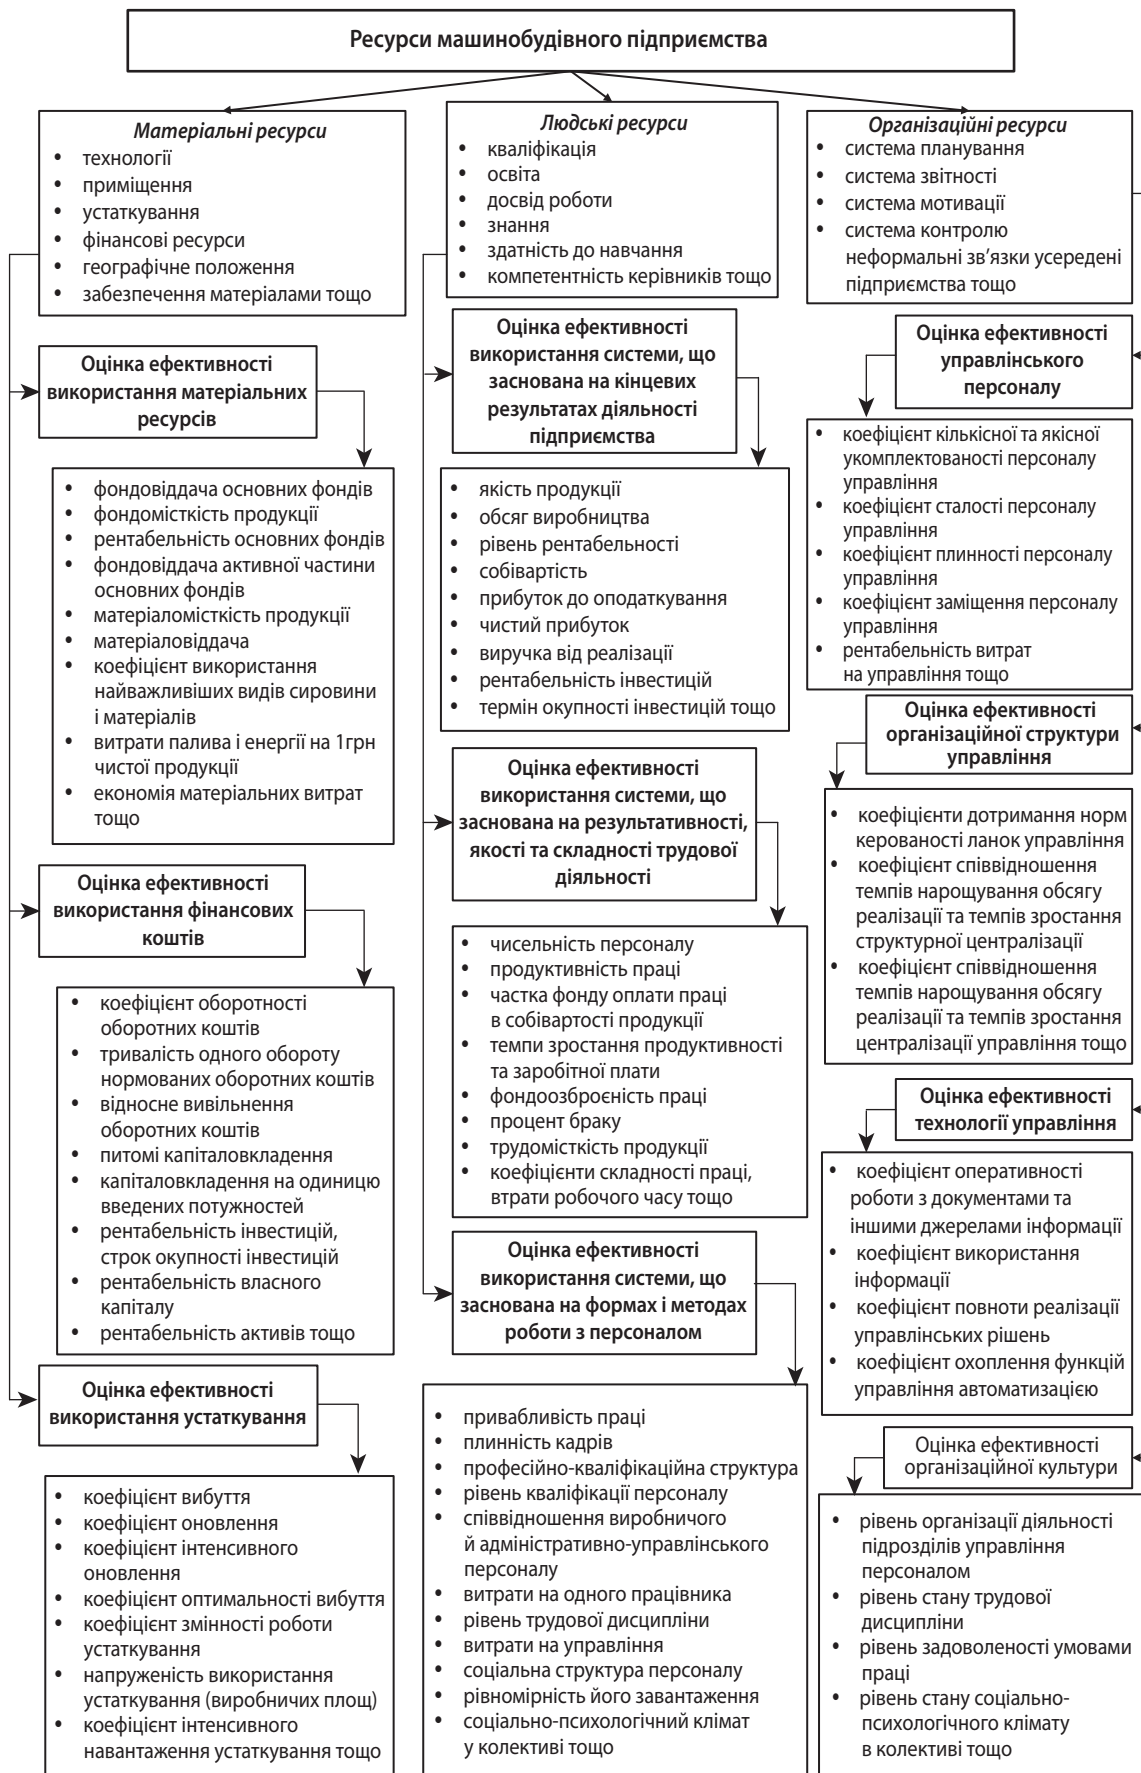 Ресурси машинобудівного підприємства
Матеріальні ресурси
• технології
• приміщення
• устаткування
• фінансові ресурси
• географічне положення
• забезпечення матеріалами тощо
Оцінка ефективності
використання матеріальних
ресурсів
• фондовіддача основних фондів
• фондомісткість продукції
• рентабельність основних фондів
• фондовіддача активної частини
основних фондів
• матеріаломісткість продукції
• матеріаловіддача
• коефіцієнт використання
найважливіших видів сировини
і матеріалів
• витрати палива і енергії на 1грн
чистої продукції
• економія матеріальних витрат
тощо
Оцінка ефективності
використання фінансових
коштів
• коефіцієнт оборотності
оборотних коштів
• тривалість одного обороту
нормованих оборотних коштів
• відносне вивільнення
оборотних коштів
• питомі капіталовкладення
• капіталовкладення на одиницю
введених потужностей
• рентабельність інвестицій,
строк окупності інвестицій
• рентабельність власного
капіталу
• рентабельність активів тощо
Оцінка ефективності
використання устаткування
• коефіцієнт вибуття
• коефіцієнт оновлення
• коефіцієнт інтенсивного
оновлення
• коефіцієнт оптимальності вибуття
• коефіцієнт змінності роботи
устаткування
• напруженість використання
устаткування (виробничих площ)
• коефіцієнт інтенсивного
навантаження устаткування тощо
Людські ресурси
• кваліфікація
• освіта
• досвід роботи
• знання
• здатність до навчання
• компетентність керівників тощо
Оцінка ефективності
використання системи, що
заснована на кінцевих
результатах діяльності
підприємства
• якість продукції
• обсяг виробництва
• рівень рентабельності
• собівартість
• прибуток до оподаткування
• чистий прибуток
• виручка від реалізації
• рентабельність інвестицій
• термін окупності інвестицій тощо
Оцінка ефективності
використання системи, що
заснована на результативності,
якості та складності трудової
діяльності
• чисельність персоналу
• продуктивність праці
• частка фонду оплати праці
в собівартості продукції
• темпи зростання продуктивності
та заробітної плати
• фондоозброєність праці
• процент браку
• трудомісткість продукції
• коефіцієнти складності праці,
втрати робочого часу тощо
Оцінка ефективності
використання системи, що
заснована на формах і методах
роботи з персоналом
• привабливість праці
• плинність кадрів
• професійно-кваліфікаційна структура
• рівень кваліфікації персоналу
• співвідношення виробничого
й адміністративно-управлінського
персоналу
• витрати на одного працівника
• рівень трудової дисципліни
• витрати на управління
• соціальна структура персоналу
• рівномірність його завантаження
• соціально-психологічний клімат
у колективі тощо
Організаційні ресурси
• система планування
• система звітності
• система мотивації
• система контролю
неформальні зв’язки усередені
підприємства тощо
Оцінка ефективності
управлінського
персоналу
• коефіцієнт кількісної та якісної
укомплектованості персоналу
управління
• коефіцієнт сталості персоналу
управління
• коефіцієнт плинності персоналу
управління
• коефіцієнт заміщення персоналу
управління
• рентабельність витрат
на управління тощо
Оцінка ефективності
організаційної структури
управління
• коефіцієнти дотримання норм
керованості ланок управління
• коефіцієнт співвідношення
темпів нарощування обсягу
реалізації та темпів зростання
структурної централізації
• коефіцієнт співвідношення
темпів нарощування обсягу
реалізації та темпів зростання
централізації управління тощо
Оцінка ефективності
технології управління
• коефіцієнт оперативності
роботи з документами та
іншими джерелами інформації
• коефіцієнт використання
інформації
• коефіцієнт повноти реалізації
управлінських рішень
• коефіцієнт охоплення функцій
управління автоматизацією
Оцінка ефективності
організаційної культури
• рівень організації діяльності
підрозділів управління
персоналом
• рівень стану трудової
дисципліни
• рівень задоволеності умовами
праці
• рівень стану соціально-
психологічного клімату
в колективі тощо